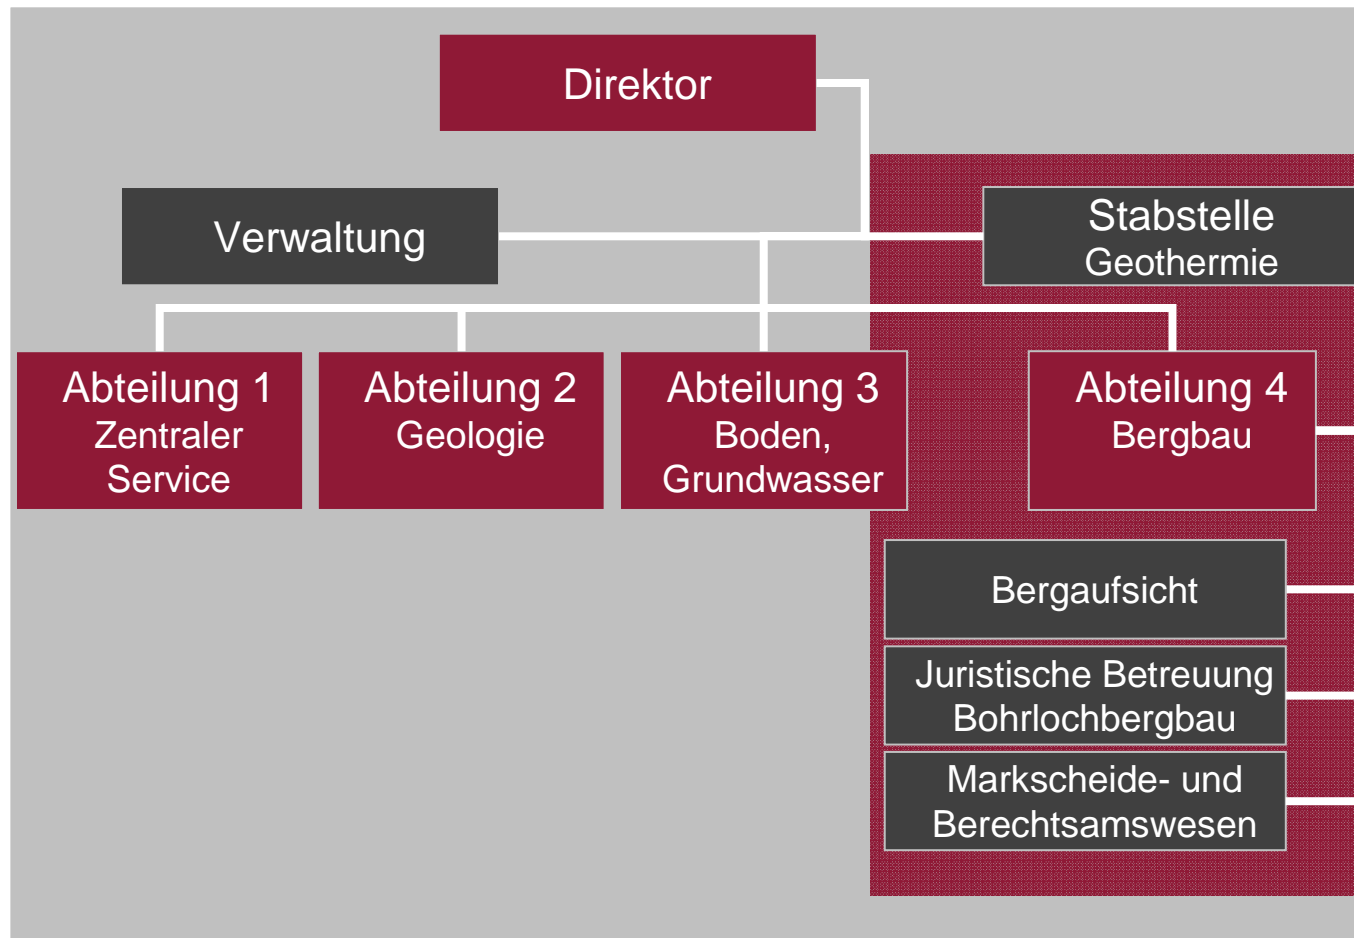 Direktor
Verwaltung
Stabstelle
Geothermie
Abteilung 1
Zentraler
Service
Abteilung 2
Geologie
Abteilung 3
Boden,
Grundwasser
Abteilung 4
Bergbau
Bergaufsicht
Juristische Betreuung
Bohrlochbergbau
Markscheide- und
Berechtsamswesen